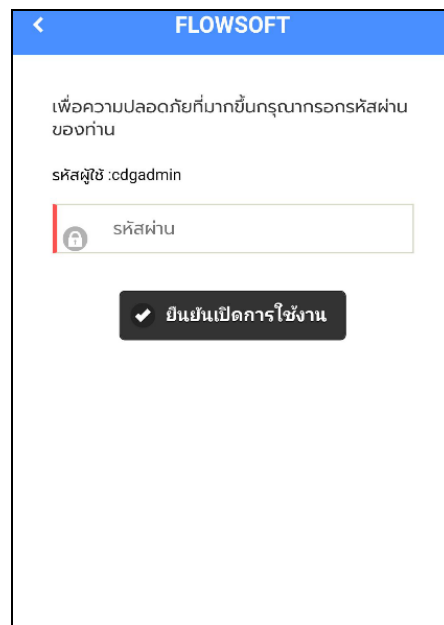 FLOWSOFT
เพื่อความปลอดภัยที่มากขึ้นกรุณากรอกรหัสผ่าน
ของท่าน
รหัสผู้ใช้ :cdgadmin
รหัสผ่าน
ยืนยันเปิดการใช้งาน